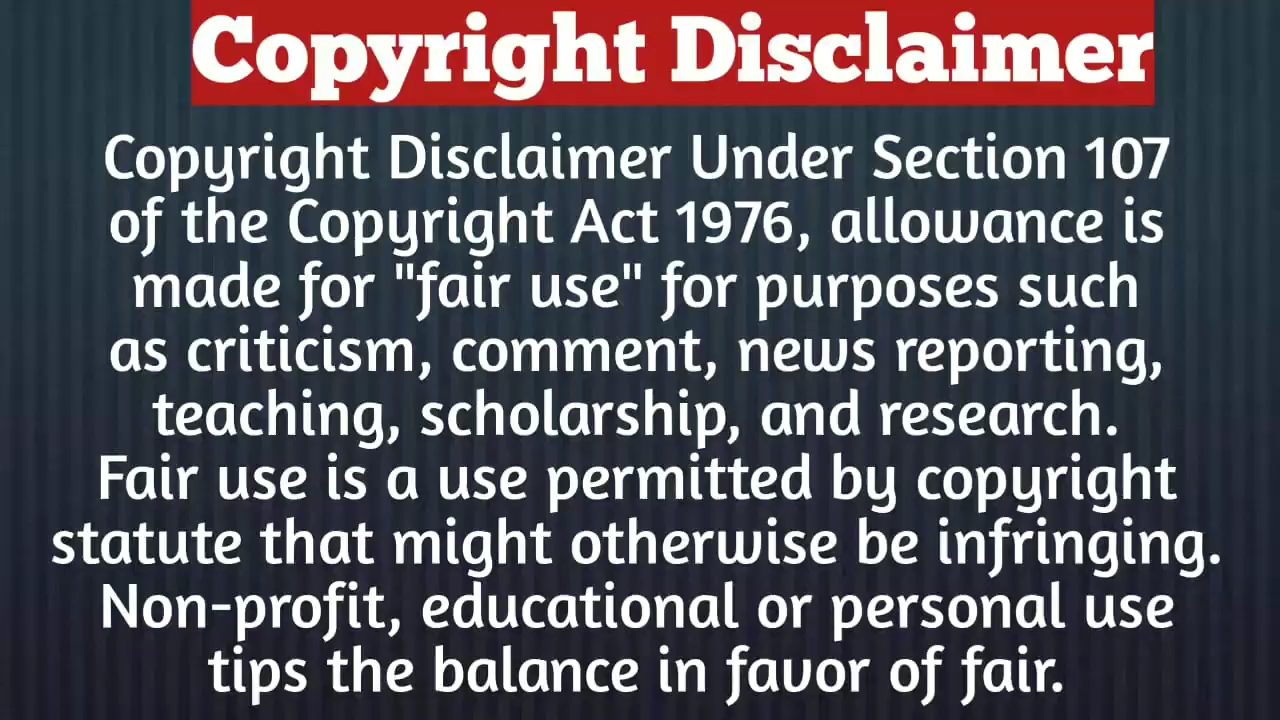 Copyright Disclaimer
Copyright Disclaimer Under Section 107
of the Copyright Act 1976, allowance is
made for "fair use" for purposes such
as criticism, comment, news reporting,
teaching, scholarship, and research.
Fair use is a use permitted by copyright
statute that might otherwise be infringing.
Non-profit, educational or personal use
tips the balance in favor of fair.